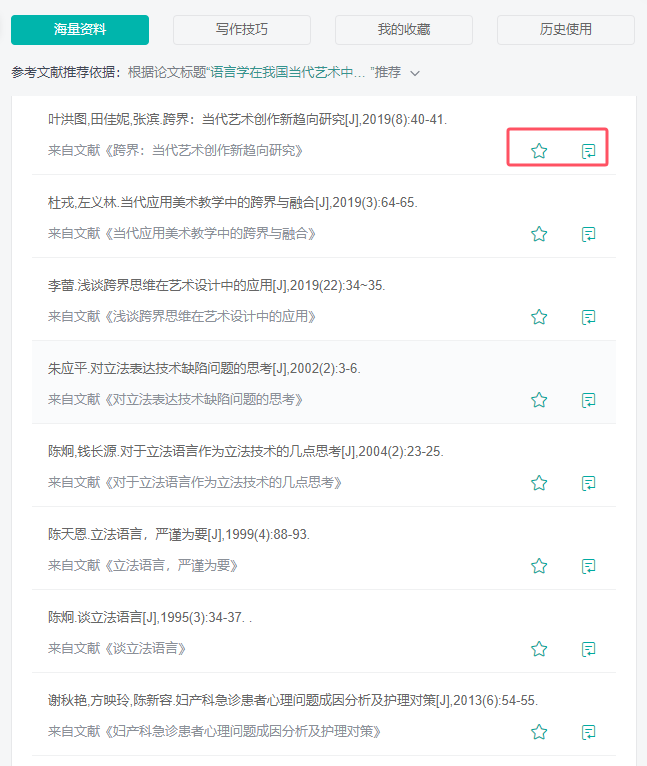 海量资料
写作技巧
我的收藏
历史使用
参考文献推荐依据：根据论文标题“语言学在我国当代艺术中... ”推荐
叶洪图,田佳妮,张滨.跨界：当代艺术创作新趋向研究[J],2019(8):40-41.
来自文献《跨界：当代艺术创作新趋向研究》
杜戎,左义林.当代应用美术教学中的跨界与融合[J],2019(3):64-65.
来自文献《当代应用美术教学中的跨界与融合》
李蕾.浅谈跨界思维在艺术设计中的应用[J],2019(22):34~35.
来自文献《浅谈跨界思维在艺术设计中的应用》
朱应平.对立法表达技术缺陷问题的思考[J],2002(2):3-6.
来自文献《对立法表达技术缺陷问题的思考》
陈炯,钱长源.对于立法语言作为立法技术的几点思考[J],2004(2):23-25.
来自文献《对于立法语言作为立法技术的几点思考》
陈天恩.立法语言，严谨为要[J],1999(4):88-93.
来自文献《立法语言，严谨为要》
陈炯.谈立法语言[J],1995(3):34-37. .
来自文献《谈立法语言》
谢秋艳,方映玲,陈新容.妇产科急诊患者心理问题成因分析及护理对策[J],2013(6):54-55.
来自文献《妇产科急诊患者心理问题成因分析及护理对策》